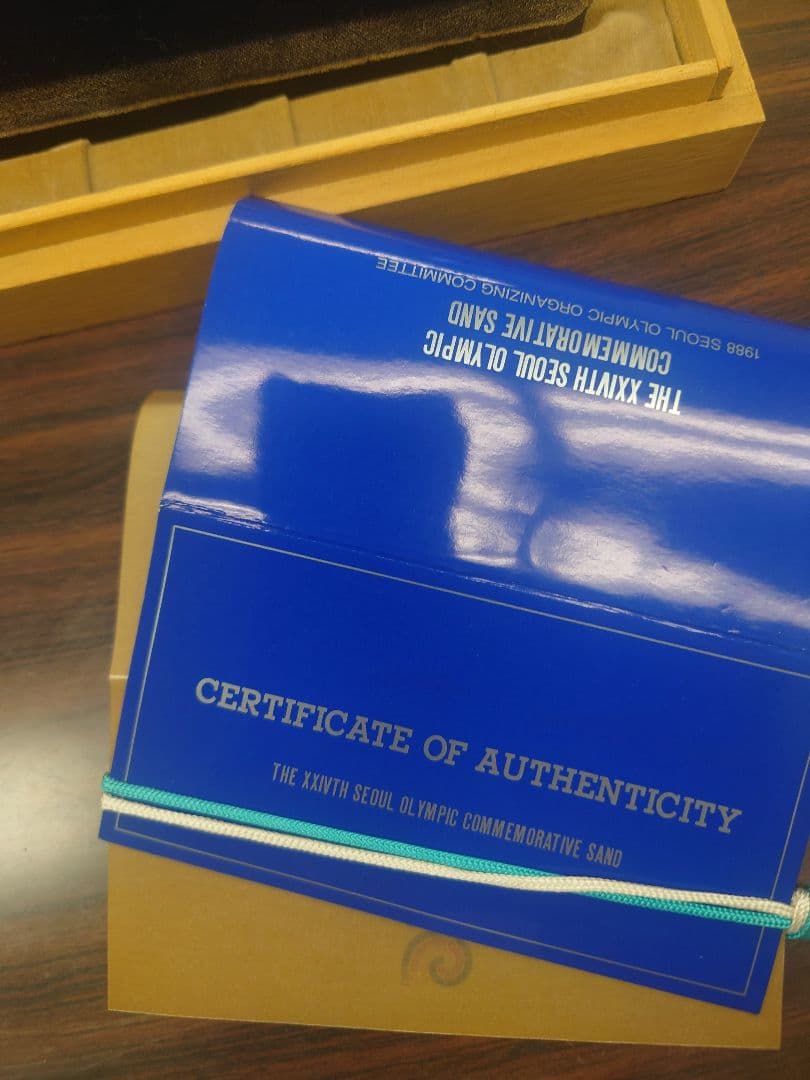 THE XXIVTH SEOUL OLYMPIC
COMMEMORATIVE SAND
1988 SEOUL OLYMPIC ORGANIZING COMMITTEE
CERTIFICATE OF AUTHENTICITY
THE XXIVTH SEOUL OLYMPIC COMMEMORATIVE SAND